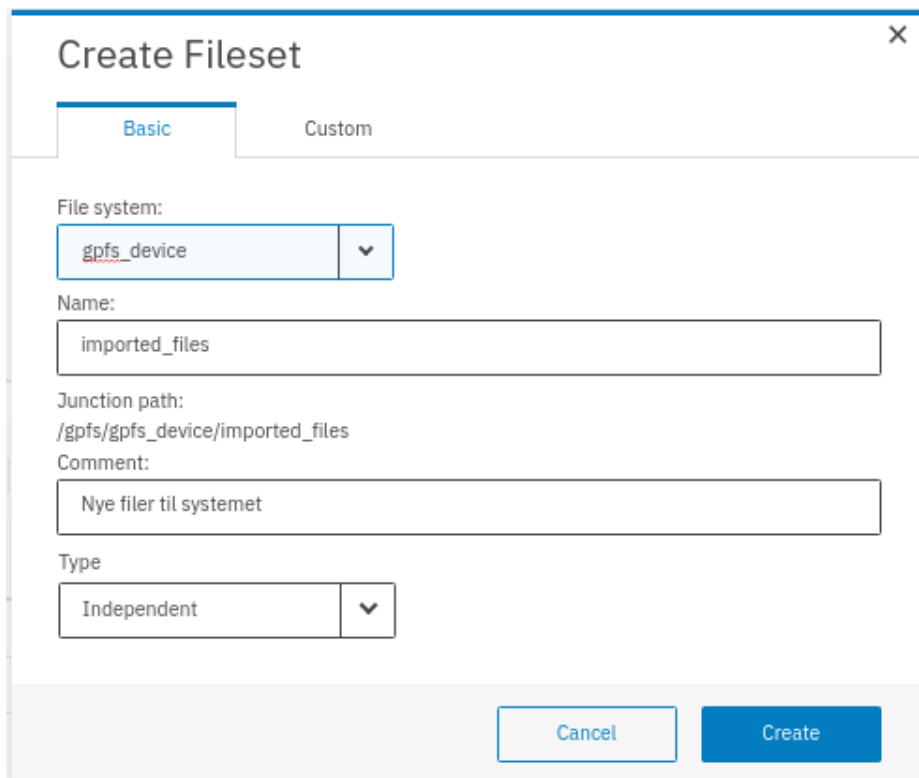 Create Fileset
Basic Custom
File system:
gpfs_device
Name:
imported_files
Junction path:
/gpfs/gpfs_device/imported_files
Comment:
Nye filer til systemet
Type
Independent
Cancel Create